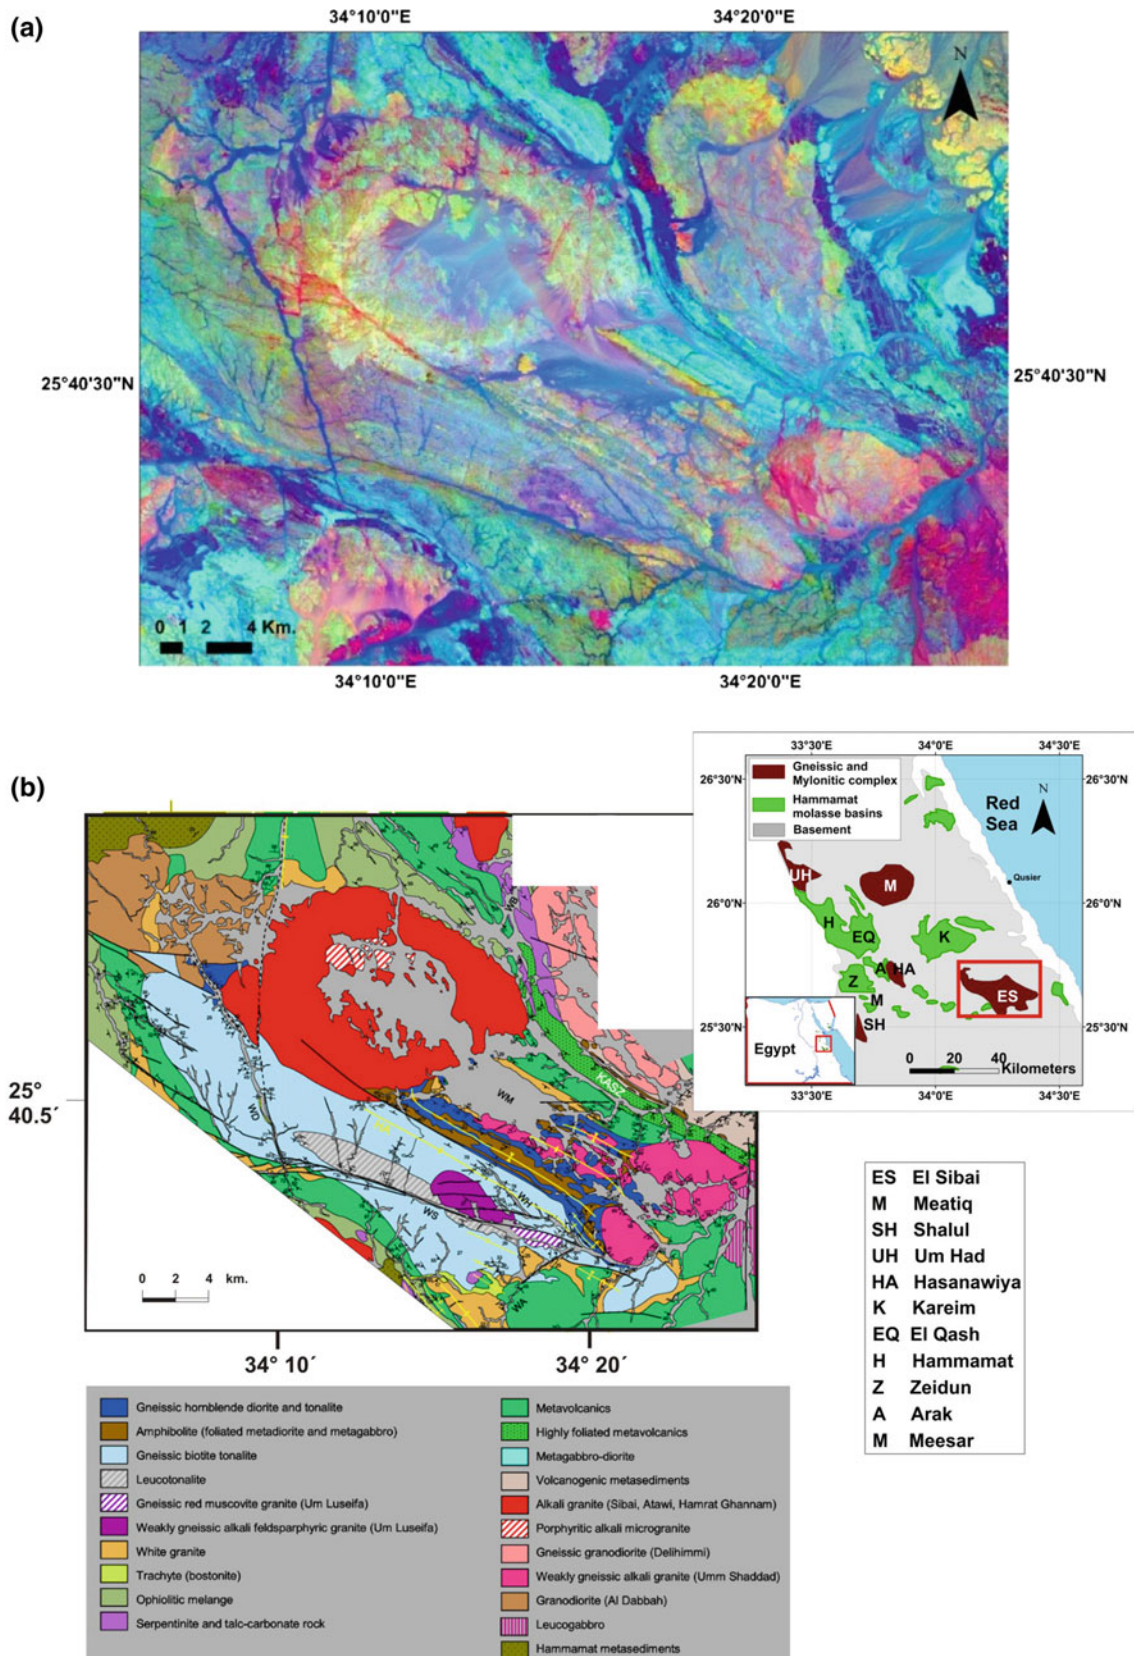 (a)
34°10'0"E
34°20'0"E
N
25°40'30"N
25°40'30"N
0 1 2 4 Km.
34°10'0"E
34°20'0"E
(b)
33°30'E
34°0'E
34°30'E
Gneissic and
Mylonitic complex
Hammamat
molasse basins
Basement
26°30'N
26°30'N
N
Red
Sea
Qusier
UH
M
26°0'N
26°0'N
H
EQ
K
A
HA
Z
M
ES
SH
25°30'N
25°30'N
Egypt
0 20 40
Kilometers
33°30'E
34°0'E
34°30'E
WB
KASZ
WM
WD
WH
WS
WA
25°
40.5´
0 2 4 km.
34° 10´
34° 20´
ES El Sibai
M Meatiq
SH Shalul
UH Um Had
HA Hasanawiya
K Kareim
EQ El Qash
H Hammamat
Z Zeidun
A Arak
M Meesar
Gneissic hornblende diorite and tonalite
Amphibolite (foliated metadiorite and metagabbro)
Gneissic biotite tonalite
Leucotonalite
Gneissic red muscovite granite (Um Luseifa)
Weakly gneissic alkali feldsparphyric granite (Um Luseifa)
White granite
Trachyte (bostonite)
Ophiolitic melange
Serpentinite and talc-carbonate rock
Metavolcanics
Highly foliated metavolcanics
Metagabbro-diorite
Volcanogenic metasediments
Alkali granite (Sibai, Atawi, Hamrat Ghannam)
Porphyritic alkali microgranite
Gneissic granodiorite (Delihimmi)
Weakly gneissic alkali granite (Umm Shaddad)
Granodiorite (Al Dabbah)
Leucogabbro
Hammamat metasediments